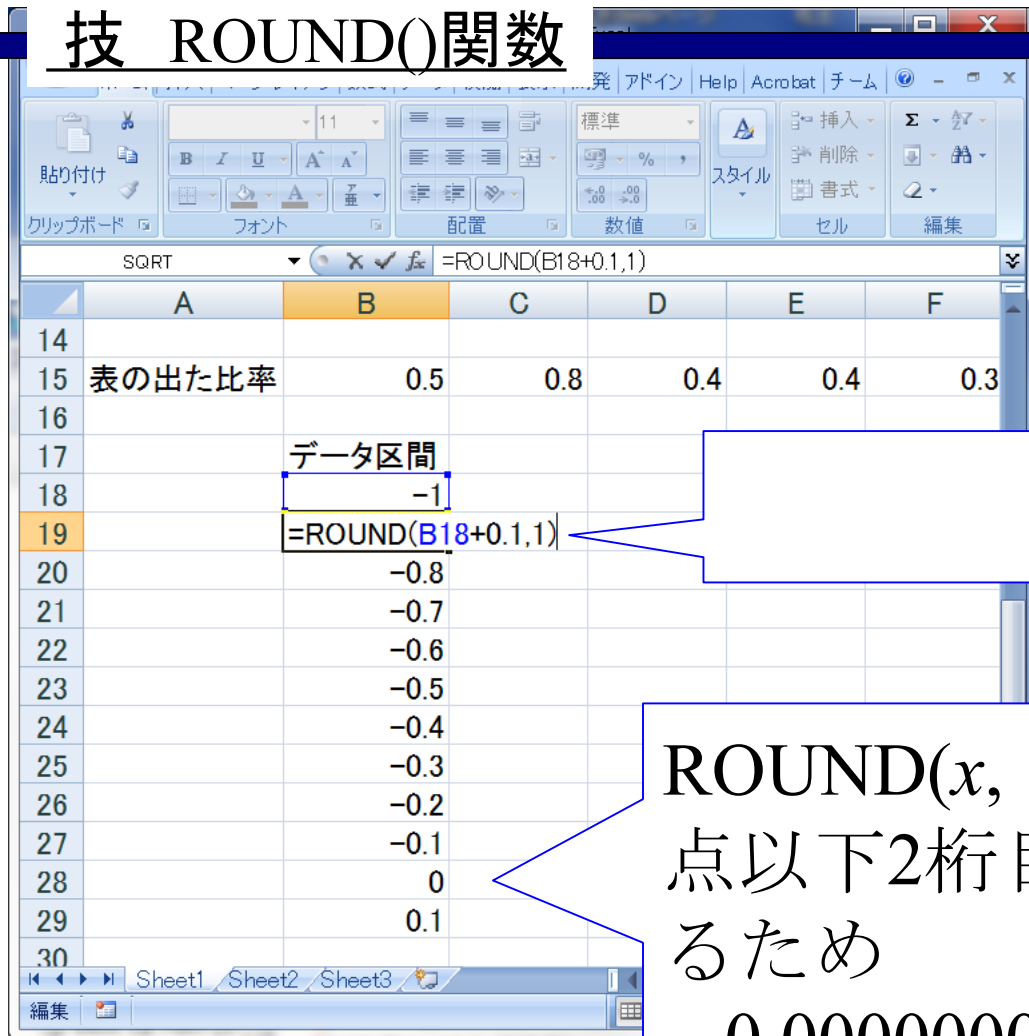 技 ROUND()関数
発 アドイン Help Acrobat チーム
貼り付け
クリップボード
11
B I U
フォント
配置
標準
数値
スタイル
挿入
削除
書式
セル
Σ
編集
SQRT fx =ROUND(B18+0.1,1)
A B C D E F
14
15 表の出た比率 0.5 0.8 0.4 0.4 0.3
16
17 データ区間
18 -1
19 =ROUND(B18+0.1,1)
20 -0.8
21 -0.7
22 -0.6
23 -0.5
24 -0.4
25 -0.3
26 -0.2
27 -0.1
28 0
29 0.1
30
ROUND(x,
点以下2桁
るため
Sheet1 Sheet2 Sheet3
編集